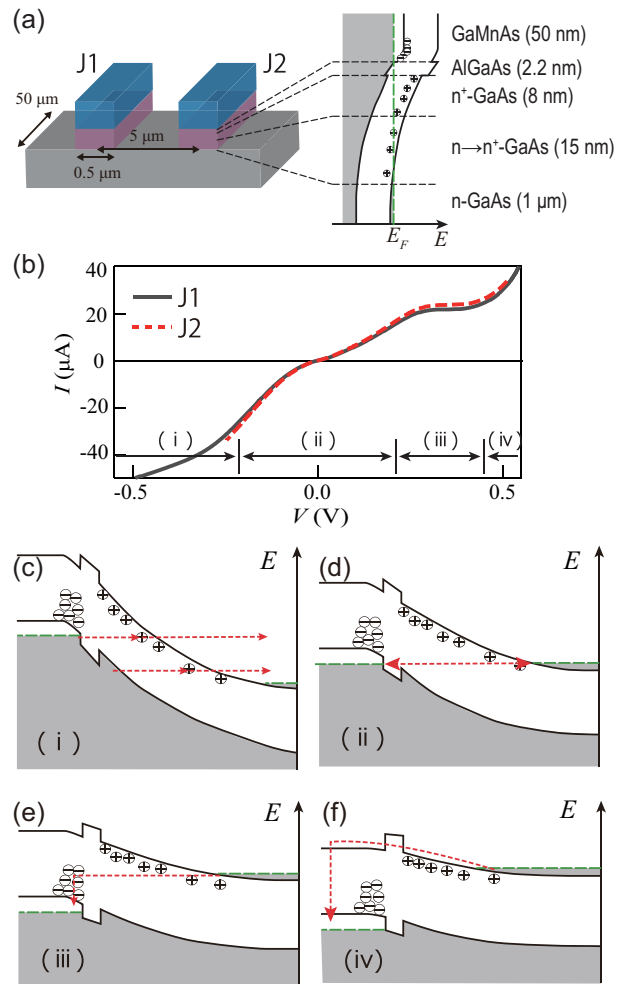 (a)
J1
J2
50 μm
5 μm
0.5 μm
GaMnAs (50 nm)
AlGaAs (2.2 nm)
n⁺-GaAs (8 nm)
n→n⁺-GaAs (15 nm)
n-GaAs (1 μm)
E_F
E
(b)
40
20
0
-20
-40
I (μA)
J1
J2
(i)
(ii)
(iii)
(iv)
-0.5
0.0
0.5
V (V)
(c)
E
(i)
(d)
E
(ii)
(e)
E
(iii)
(f)
E
(iv)